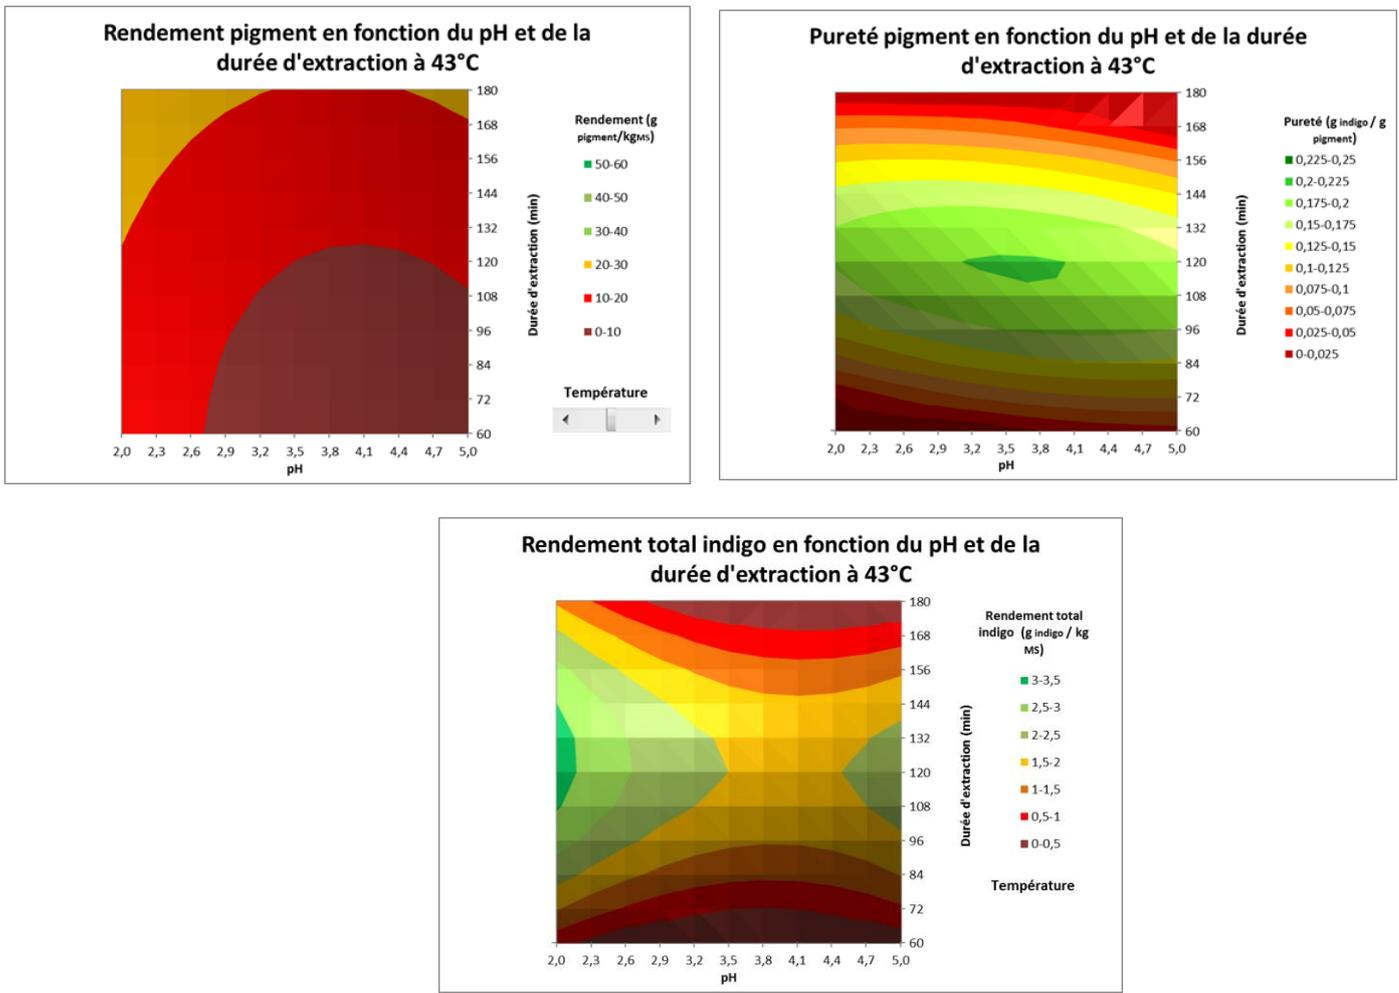 Rendement pigment en fonction du pH et de la
durée d'extraction à 43°C
180
168
156
144
132
120
108
96
84
72
60
Durée d'extraction (min)
2,0 2,3 2,6 2,9 3,2 3,5 3,8 4,1 4,4 4,7 5,0
pH
Rendement (g
pigment/kgMS)
50-60
40-50
30-40
20-30
10-20
0-10
Température
Pureté pigment en fonction du pH et de la durée
d'extraction à 43°C
180
168
156
144
132
120
108
96
84
72
60
Durée d'extraction (min)
2,0 2,3 2,6 2,9 3,2 3,5 3,8 4,1 4,4 4,7 5,0
pH
Pureté (g indigo / g
pigment)
0,225-0,25
0,2-0,225
0,175-0,2
0,15-0,175
0,125-0,15
0,1-0,125
0,075-0,1
0,05-0,075
0,025-0,05
0-0,025
Rendement total indigo en fonction du pH et de la
durée d'extraction à 43°C
180
168
156
144
132
120
108
96
84
72
60
Durée d'extraction (min)
2,0 2,3 2,6 2,9 3,2 3,5 3,8 4,1 4,4 4,7 5,0
pH
Rendement total
indigo (g indigo / kg
MS)
3-3,5
2,5-3
2-2,5
1,5-2
1-1,5
0,5-1
0-0,5
Température